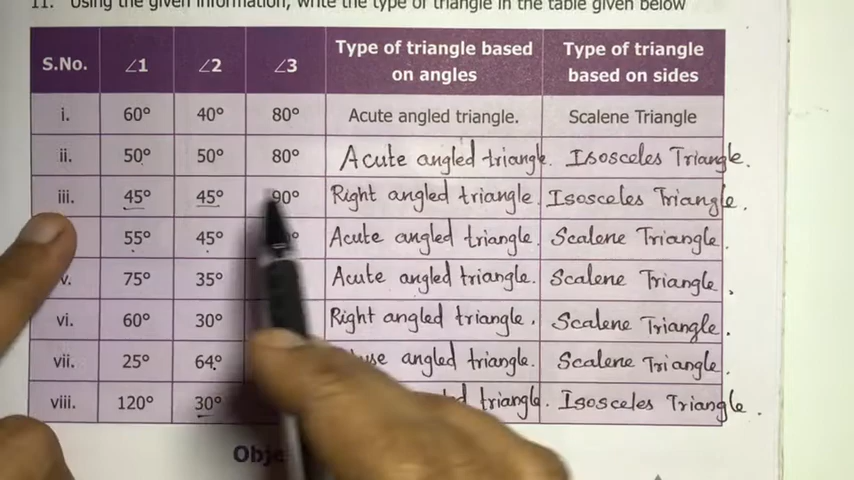 11. Using the given information, write the type of triangle in the table given below
S.No. ∠1 ∠2 ∠3 Type of triangle based on angles Type of triangle based on sides
i. 60° 40° 80° Acute angled triangle. Scalene Triangle
ii. 50° 50° 80° Acute angled triangle. Isosceles Triangle.
iii. 45° 45° 90° Right angled triangle. Isosceles Triangle.
55° 45° Acute angled triangle. Scalene Triangle.
v. 75° 35° Acute angled triangle. Scalene Triangle.
vi. 60° 30° Right angled triangle. Scalene Triangle.
vii. 25° 64° angled triangle. Scalene Triangle.
viii. 120° 30° triangle. Isosceles Triangle.